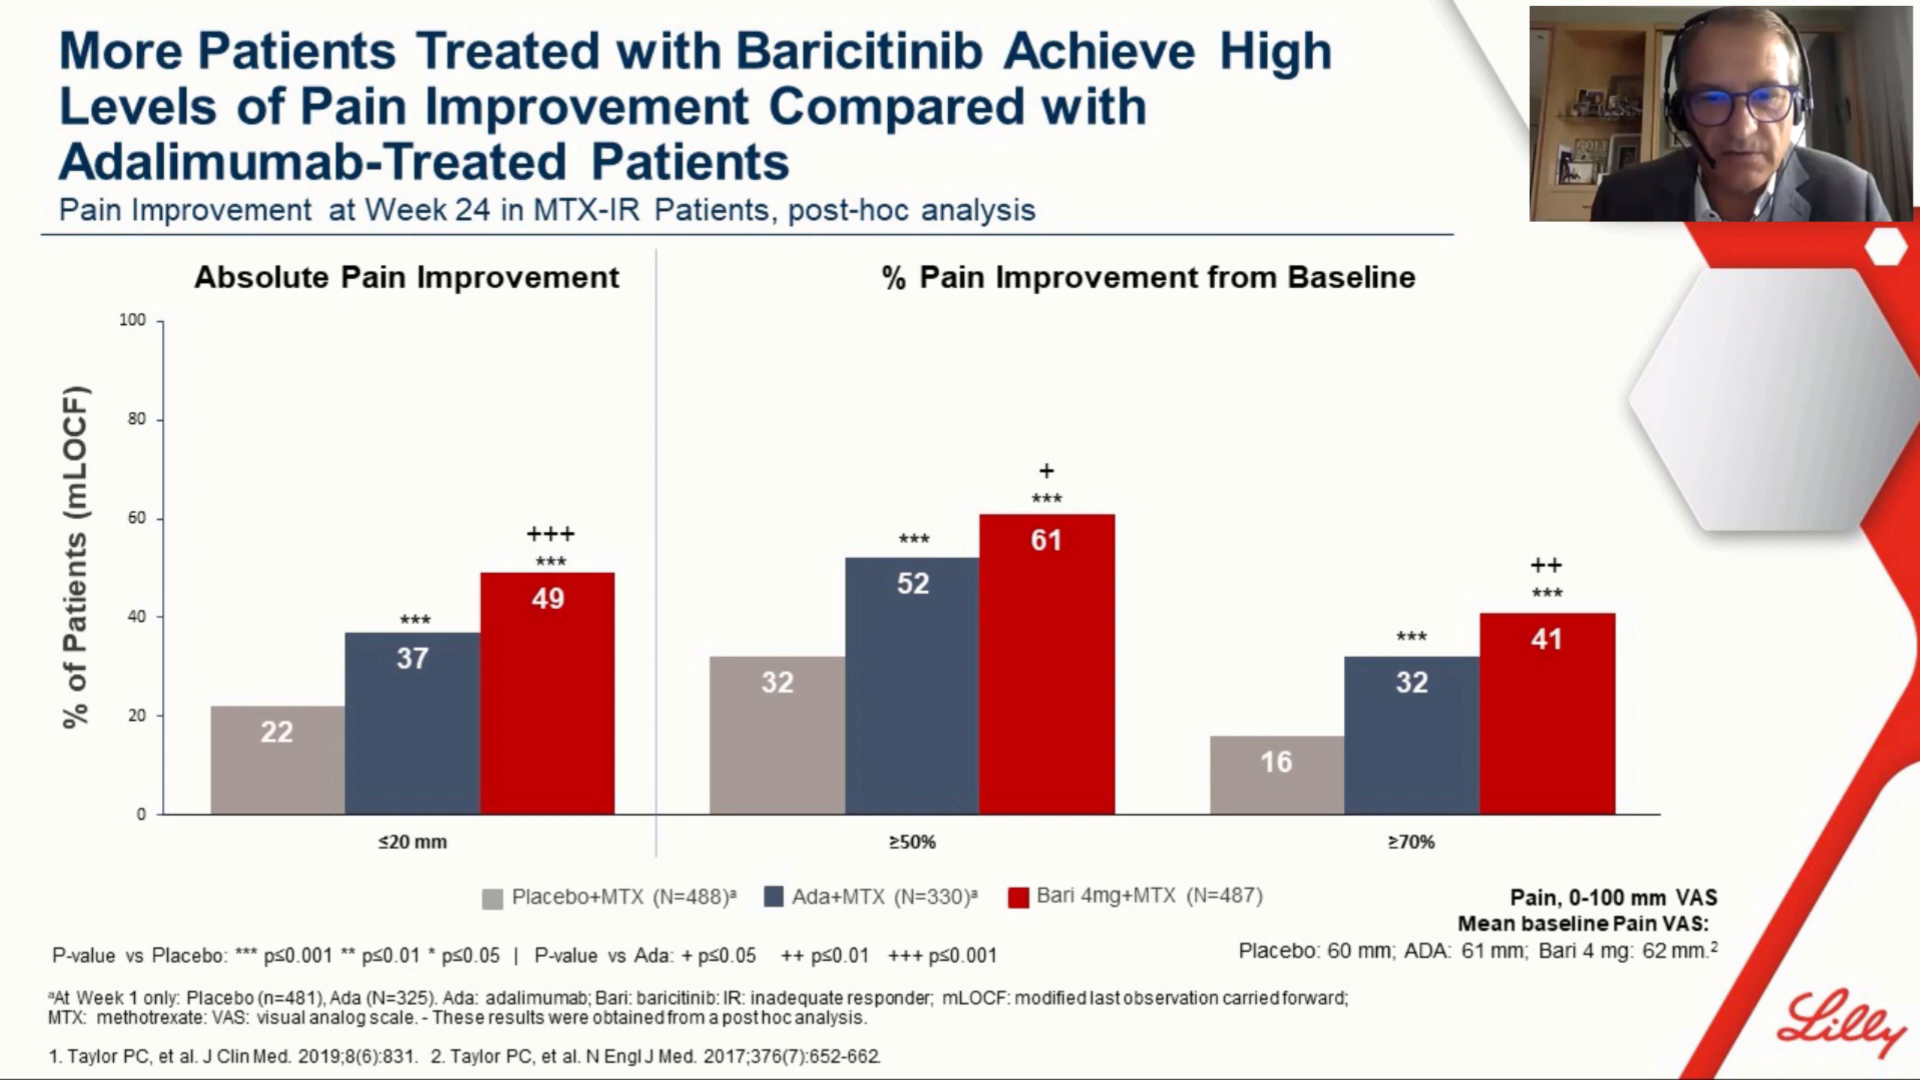 More Patients Treated with Baricitinib Achieve High
Levels of Pain Improvement Compared with
Adalimumab-Treated Patients
Pain Improvement at Week 24 in MTX-IR Patients, post-hoc analysis
Absolute Pain Improvement
% Pain Improvement from Baseline
% of Patients (mLOCF)
100
80
60
40
20
0
22
***
37
+++
***
49
32
***
52
+
***
61
16
***
32
++
***
41
≤20 mm
≥50%
≥70%
Placebo+MTX (N=488)ᵃ
Ada+MTX (N=330)ᵃ
Bari 4mg+MTX (N=487)
Pain, 0-100 mm VAS
Mean baseline Pain VAS:
Placebo: 60 mm; ADA: 61 mm; Bari 4 mg: 62 mm.²
P-value vs Placebo: *** p≤0.001 ** p≤0.01 * p≤0.05 | P-value vs Ada: + p≤0.05 ++ p≤0.01 +++ p≤0.001
ᵃAt Week 1 only: Placebo (n=481), Ada (N=325). Ada: adalimumab; Bari: baricitinib: IR: inadequate responder; mLOCF: modified last observation carried forward;
MTX: methotrexate: VAS: visual analog scale. - These results were obtained from a post hoc analysis.
1. Taylor PC, et al. J Clin Med. 2019;8(6):831. 2. Taylor PC, et al. N Engl J Med. 2017;376(7):652-662.
Lilly